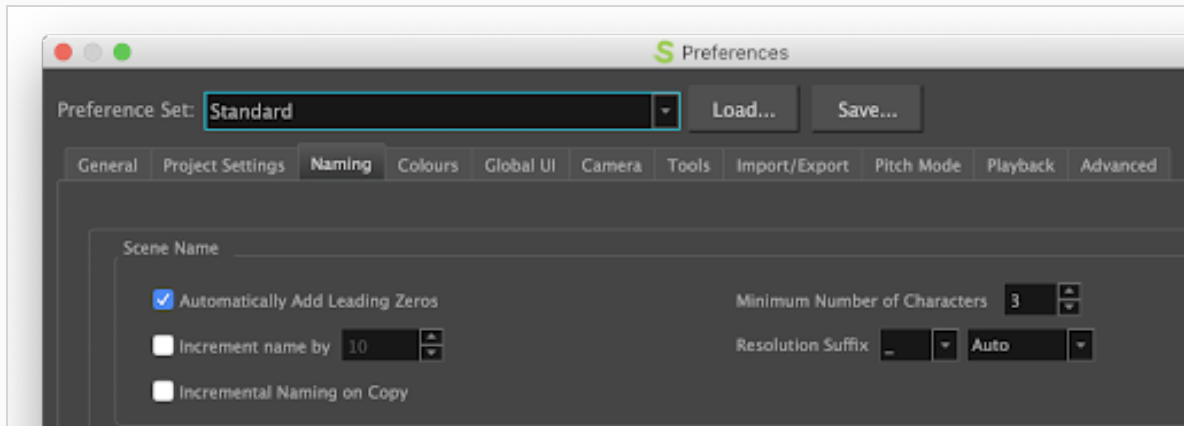 Preferences
Preference Set: Standard Load... Save...
General Project Settings Naming Colours Global UI Camera Tools Import/Export Pitch Mode Playback Advanced
Scene Name
Automatically Add Leading Zeros Minimum Number of Characters 3
Increment name by 10 Resolution Suffix _ Auto
Incremental Naming on Copy